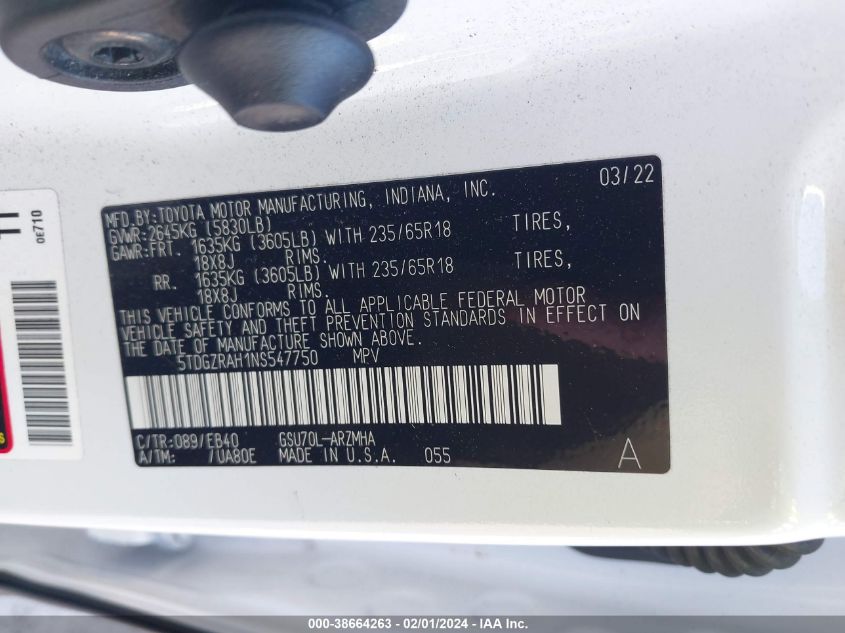 0E710
MFD.BY:TOYOTA MOTOR MANUFACTURING, INDIANA, INC. 03/22
GVWR:2645KG (5830LB)
GAWR:FRT. 1635KG (3605LB) WITH 235/65R18 TIRES,
18X8J RIMS.
RR. 1635KG (3605LB) WITH 235/65R18 TIRES,
18X8J RIMS.
THIS VEHICLE CONFORMS TO ALL APPLICABLE FEDERAL MOTOR
VEHICLE SAFETY AND THEFT PREVENTION STANDARDS IN EFFECT ON
THE DATE OF MANUFACTURE SHOWN ABOVE.
5TDGZRAH1NS547750 MPV
C/TR:089/EB40 GSU70L-ARZMHA
A/TM: /UA80E MADE IN U.S.A. 055 A
000-38664263 - 02/01/2024 - IAA Inc.